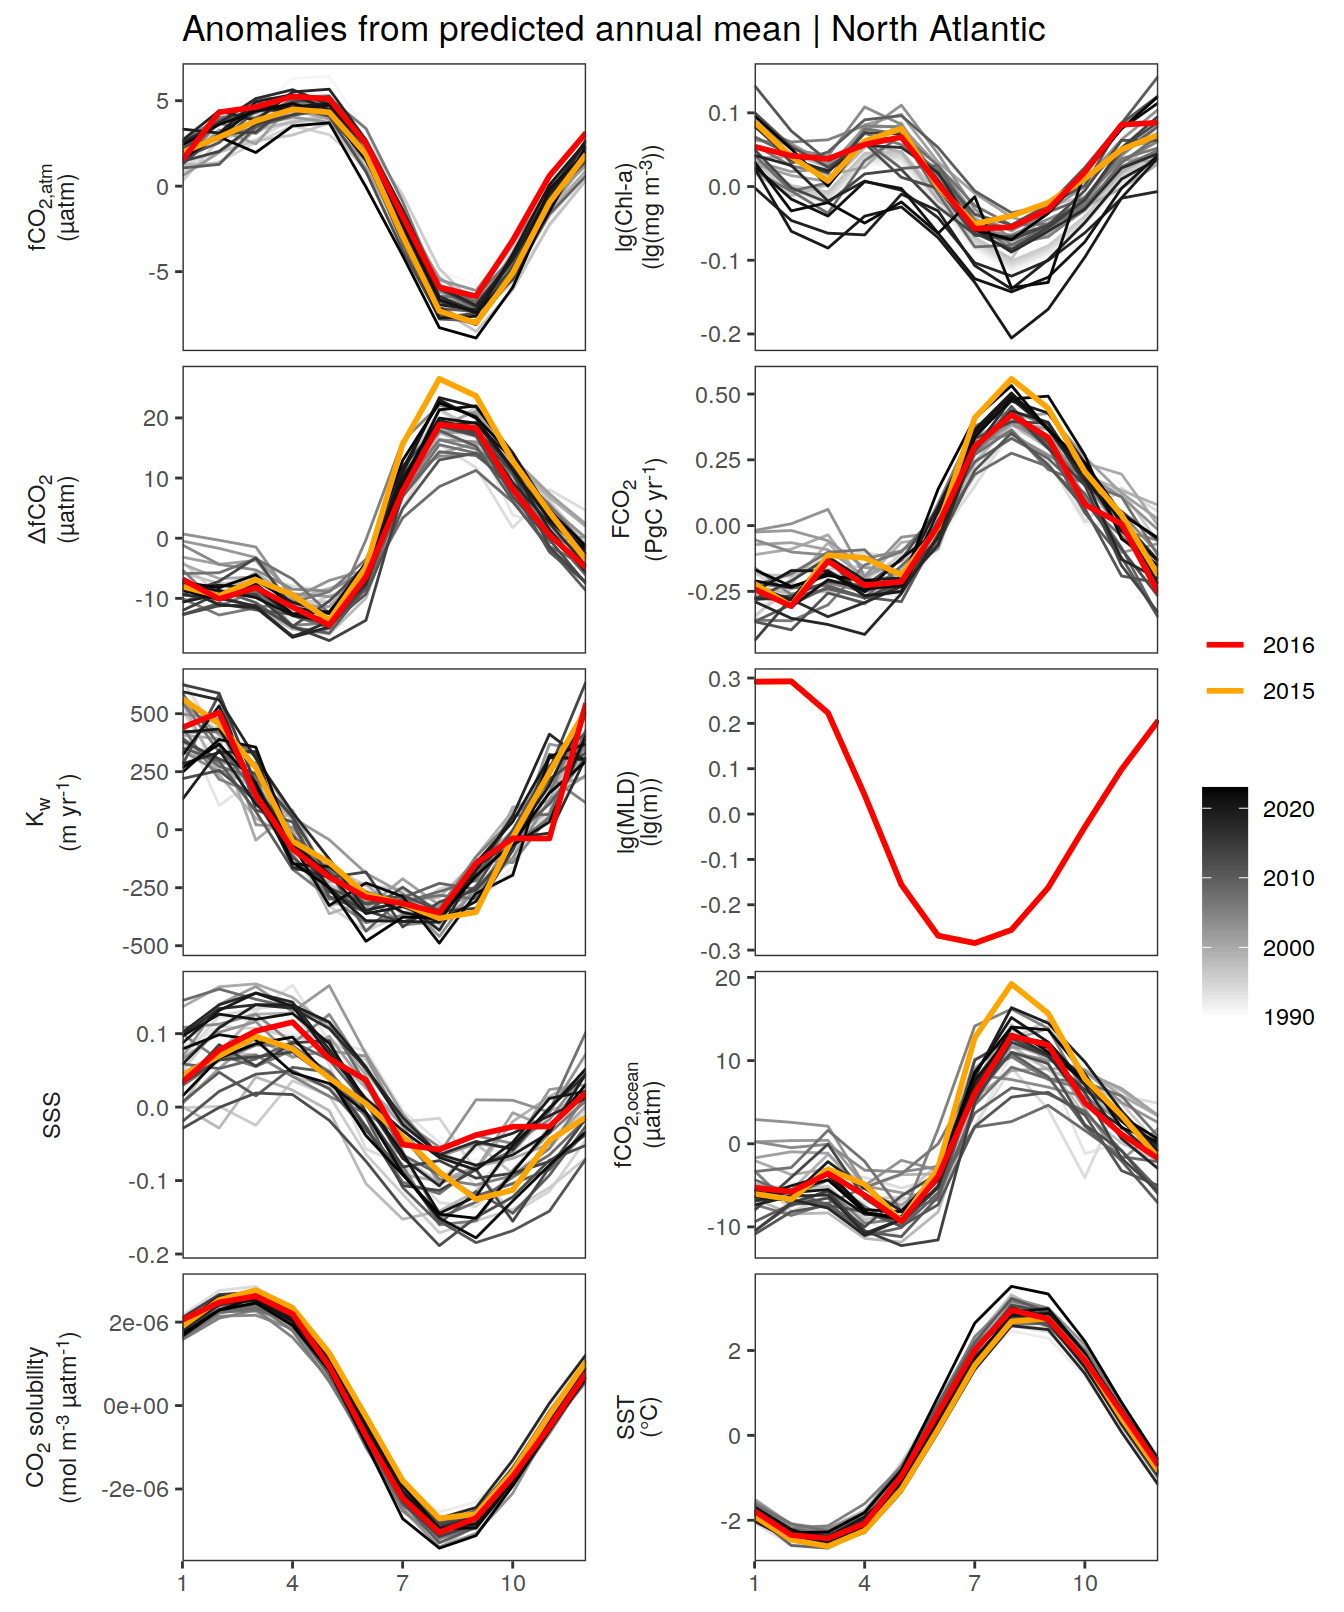 Anomalies from predicted annual mean | North Atlantic
fCO2,atm
(µatm)
5
0
-5
lg(Chl-a)
(lg(mg m-3))
0.1
0.0
-0.1
-0.2
ΔfCO2
(µatm)
20
10
0
-10
FCO2
(PgC yr-1)
0.50
0.25
0.00
-0.25
Kw
(m yr-1)
500
250
0
-250
-500
lg(MLD)
(lg(m))
0.3
0.2
0.1
0.0
-0.1
-0.2
-0.3
SSS
0.1
0.0
-0.1
-0.2
fCO2,ocean
(µatm)
20
10
0
-10
CO2 solubility
(mol m-3 µatm-1)
2e-06
0e+00
-2e-06
1 4 7 10
SST
(°C)
2
0
-2
1 4 7 10
2016
2015
2020
2010
2000
1990